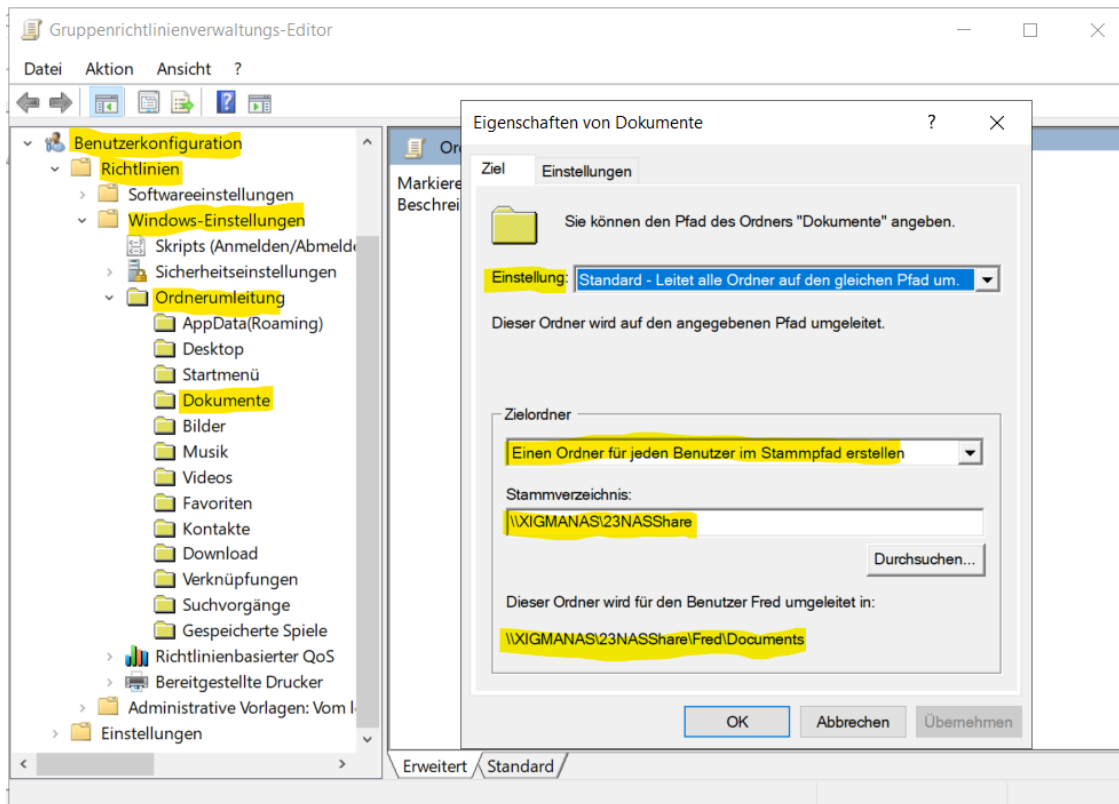 Gruppenrichtlinienverwaltungs-Editor
Datei Aktion Ansicht ?
Benutzerkonfiguration
Richtlinien
Softwareeinstellungen
Windows-Einstellungen
Skripts (Anmelden/Abmelde
Sicherheitseinstellungen
Ordnerumleitung
AppData(Roaming)
Desktop
Startmenü
Dokumente
Bilder
Musik
Videos
Favoriten
Kontakte
Download
Verknüpfungen
Suchvorgänge
Gespeicherte Spiele
Richtlinienbasierter QoS
Bereitgestellte Drucker
Administrative Vorlagen: Vom l
Einstellungen
Or
Markiere
Beschrei
Erweitert Standard
Eigenschaften von Dokumente ?
Ziel Einstellungen
Sie können den Pfad des Ordners "Dokumente" angeben.
Einstellung: Standard - Leitet alle Ordner auf den gleichen Pfad um.
Dieser Ordner wird auf den angegebenen Pfad umgeleitet.
Zielordner
Einen Ordner für jeden Benutzer im Stammpfad erstellen
Stammverzeichnis:
\\XIGMANAS\23NASShare
Durchsuchen...
Dieser Ordner wird für den Benutzer Fred umgeleitet in:
\\XIGMANAS\23NASShare\Fred\Documents
OK Abbrechen Übernehmen